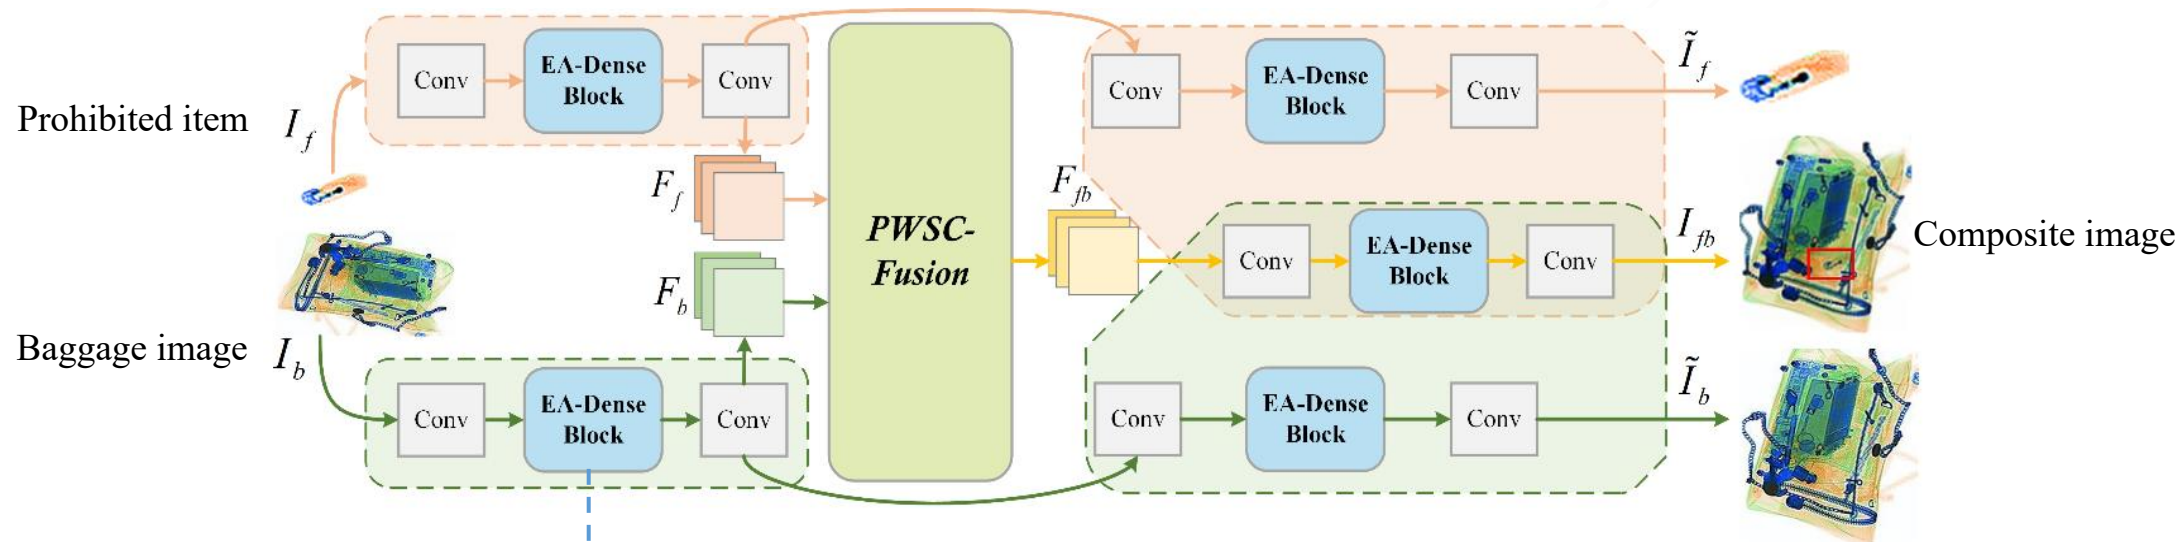 Prohibited item
I_f
Conv
EA-Dense
Block
Conv
F_f
Baggage image
I_b
Conv
EA-Dense
Block
Conv
F_b
PWSC-
Fusion
F_fb
Conv
EA-Dense
Block
Conv
Ĩ_f
Conv
EA-Dense
Block
Conv
I_fb
Composite image
Conv
EA-Dense
Block
Conv
Ĩ_b